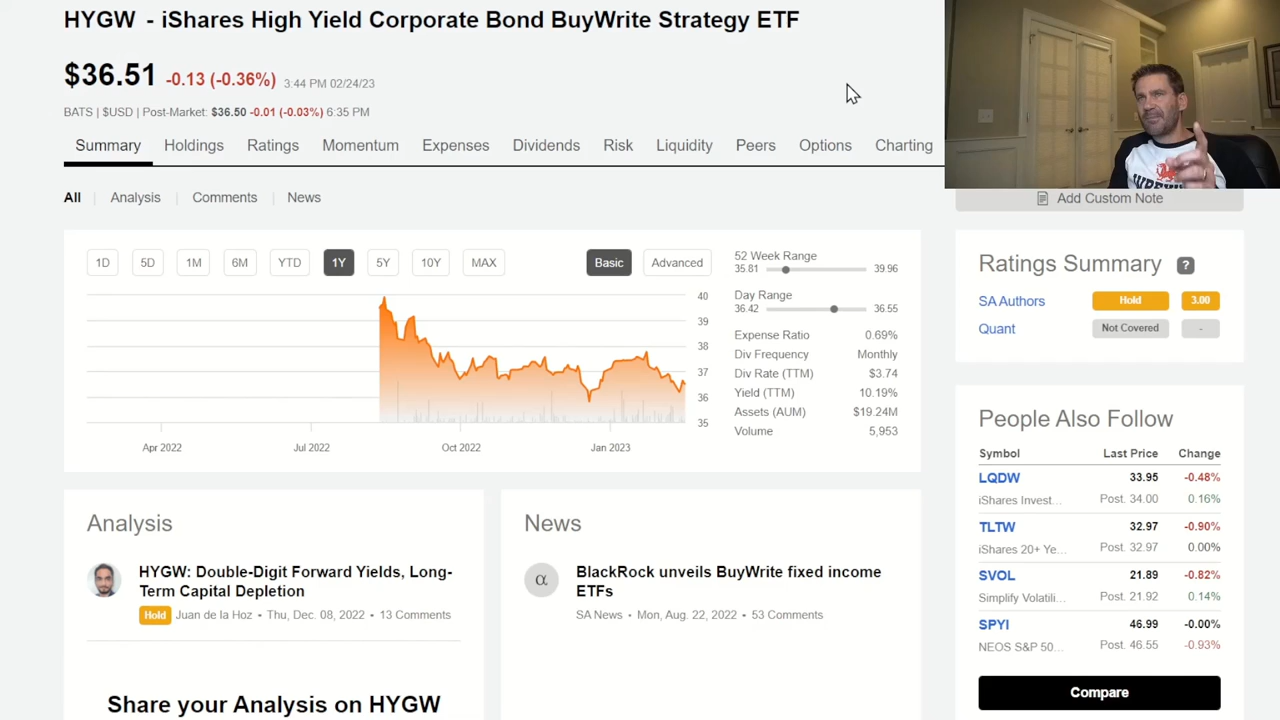 HYGW - iShares High Yield Corporate Bond BuyWrite Strategy ETF
$36.51 -0.13 (-0.36%) 3:44 PM 02/24/23
BATS | $USD | Post-Market: $36.50 -0.01 (-0.03%) 6:35 PM
Summary Holdings Ratings Momentum Expenses Dividends Risk Liquidity Peers Options Charting
All Analysis Comments News
Add Custom Note
1D 5D 1M 6M YTD 1Y 5Y 10Y MAX Basic Advanced
40
39
38
37
36
35
Apr 2022 Jul 2022 Oct 2022 Jan 2023
52 Week Range
35.81 39.96
Day Range
36.42 36.55
Expense Ratio 0.69%
Div Frequency Monthly
Div Rate (TTM) $3.74
Yield (TTM) 10.19%
Assets (AUM) $19.24M
Volume 5,953
Ratings Summary ?
SA Authors Hold 3.00
Quant Not Covered -
Analysis
HYGW: Double-Digit Forward Yields, Long-
Term Capital Depletion
Hold Juan de la Hoz • Thu, Dec. 08, 2022 • 13 Comments
Share your Analysis on HYGW
News
α
BlackRock unveils BuyWrite fixed income
ETFs
SA News • Mon, Aug. 22, 2022 • 53 Comments
People Also Follow
Symbol Last Price Change
LQDW 33.95 -0.48%
iShares Invest... Post. 34.00 0.16%
TLTW 32.97 -0.90%
iShares 20+ Ye... Post. 32.97 0.00%
SVOL 21.89 -0.82%
Simplify Volatili... Post. 21.92 0.14%
SPYI 46.99 -0.00%
NEOS S&P 50... Post. 46.55 -0.93%
Compare